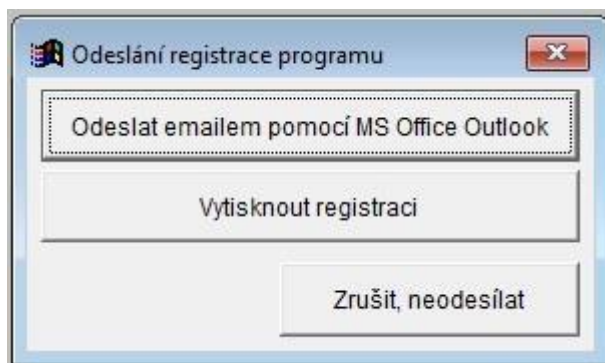 Odeslání registrace programu
Odeslat emailem pomocí MS Office Outlook
Vytisknout registraci
Zrušit, neodesílat